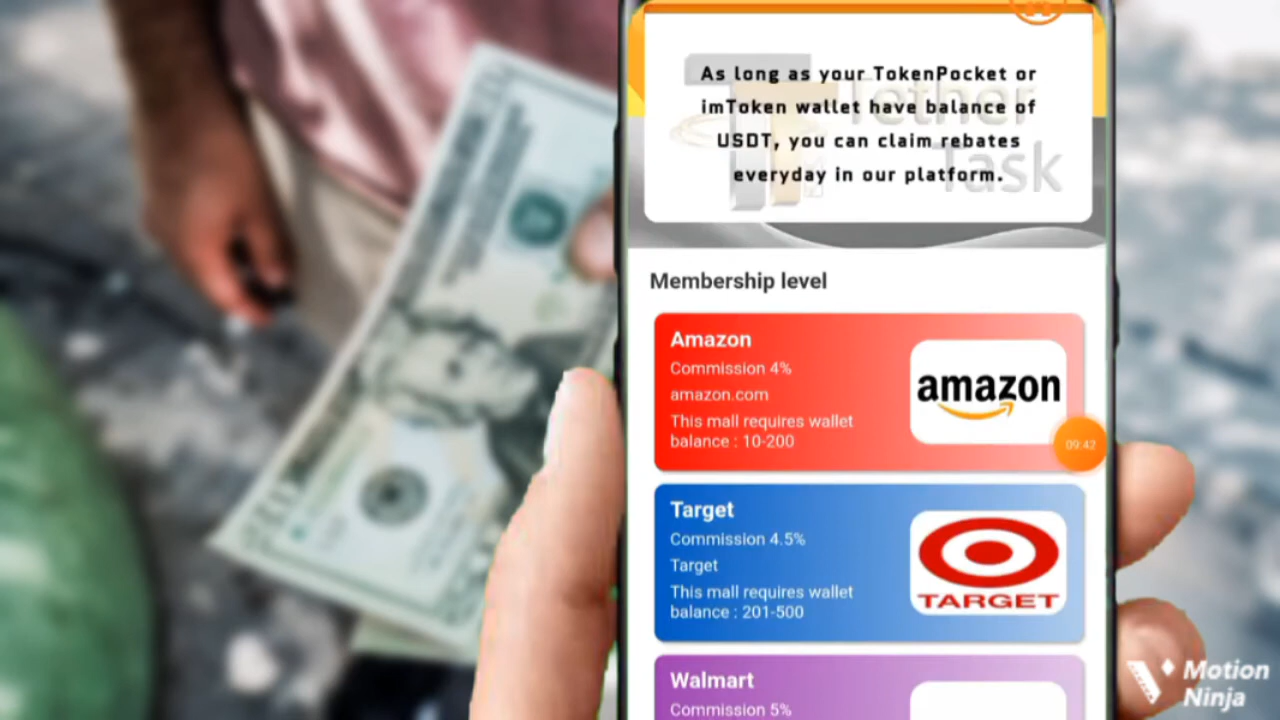 As long as your TokenPocket or
imToken wallet have balance of
USDT, you can claim rebates
everyday in our platform.
Tether
Task
Membership level
Amazon
Commission 4%
amazon.com
This mall requires wallet
balance : 10-200
amazon
09:42
Target
Commission 4.5%
Target
This mall requires wallet
balance : 201-500
TARGET
Walmart
Commission 5%
Motion
Ninja